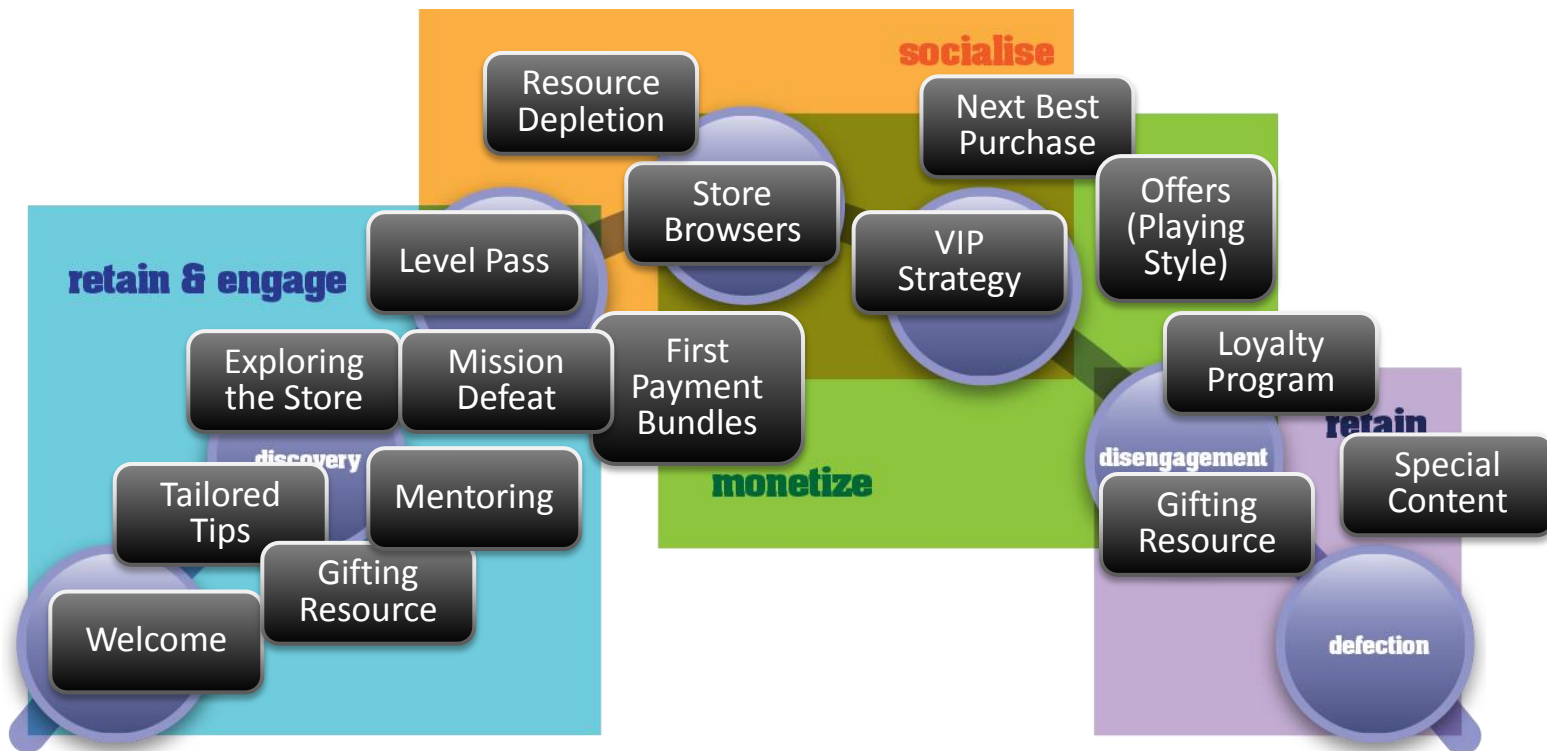 socialise
Resource
Depletion
Next Best
Purchase
Store
Browsers
Offers
(Playing
Style)
Level Pass
VIP
Strategy
retain & engage
Exploring
the Store
Mission
Defeat
First
Payment
Bundles
Loyalty
Program
retain
discovery
disengagement
monetize
Tailored
Tips
Mentoring
Special
Content
Gifting
Resource
Gifting
Resource
Welcome
defection